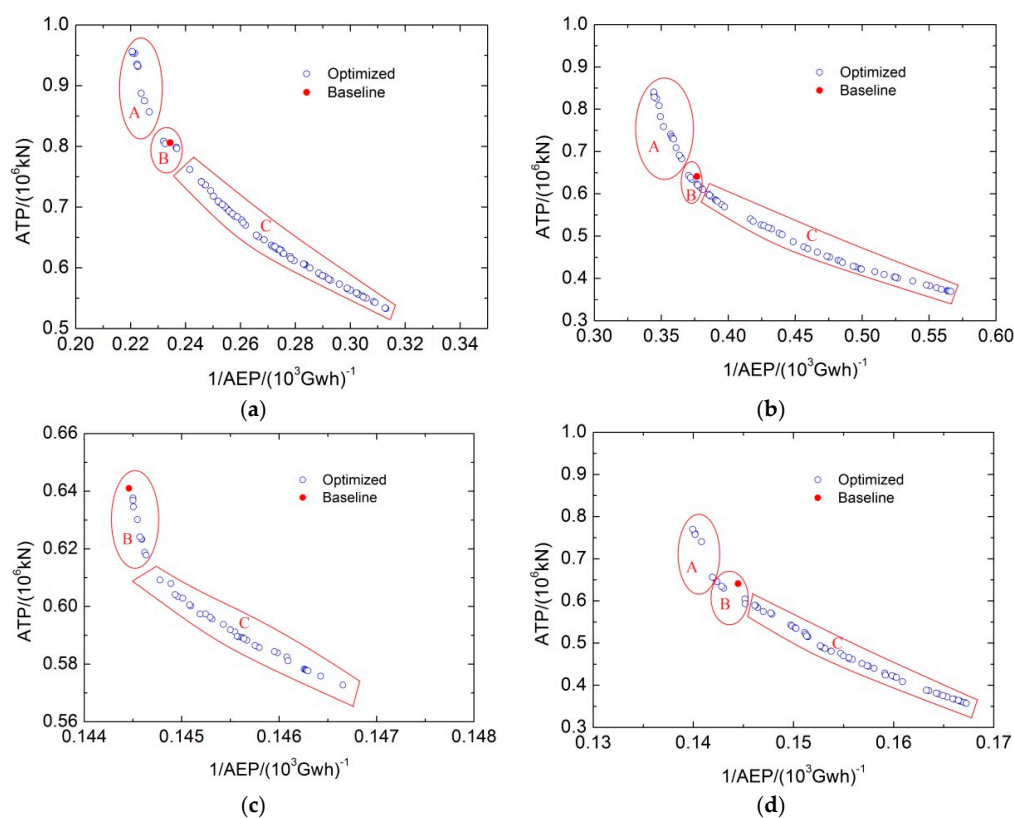 1.0
0.9
0.8
0.7
0.6
0.5
ATP/(10⁶kN)
Optimized
Baseline
A
B
C
0.20 0.22 0.24 0.26 0.28 0.30 0.32 0.34
1/AEP/(10³Gwh)⁻¹
(a)
1.0
0.9
0.8
0.7
0.6
0.5
0.4
0.3
ATP/(10⁶kN)
Optimized
Baseline
A
B
C
0.30 0.35 0.40 0.45 0.50 0.55 0.60
1/AEP/(10³Gwh)⁻¹
(b)
0.66
0.64
0.62
0.60
0.58
0.56
ATP/(10⁶kN)
Optimized
Baseline
B
C
0.144 0.145 0.146 0.147 0.148
1/AEP/(10³Gwh)⁻¹
(c)
1.0
0.9
0.8
0.7
0.6
0.5
0.4
0.3
ATP/(10⁶kN)
Optimized
Baseline
A
B
C
0.13 0.14 0.15 0.16 0.17
1/AEP/(10³Gwh)⁻¹
(d)